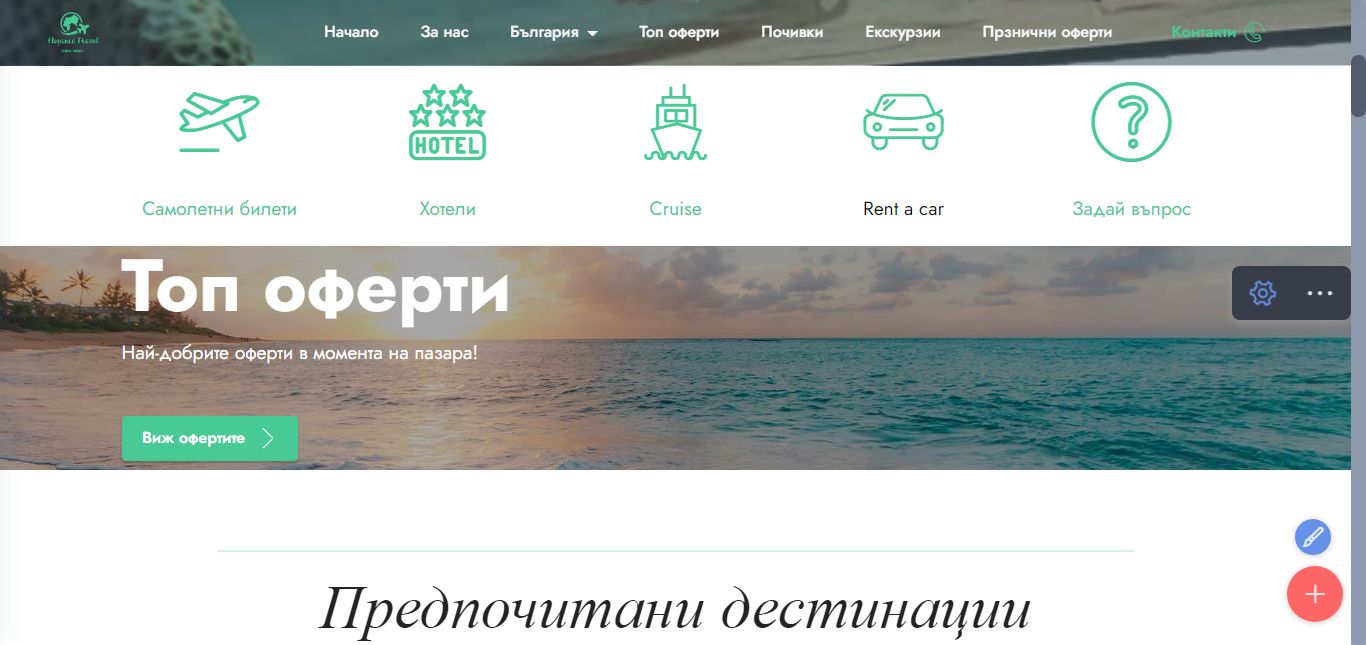 Elegance Travel
Начало За нас България Топ оферти Почивки Екскурзии Прзнични оферти Контакти
HOTEL
Самолетни билети Хотели Cruise Rent a car Задай въпрос
Топ оферти
Най-добрите оферти в момента на пазара!
Виж офертите
Предпочитани дестинации